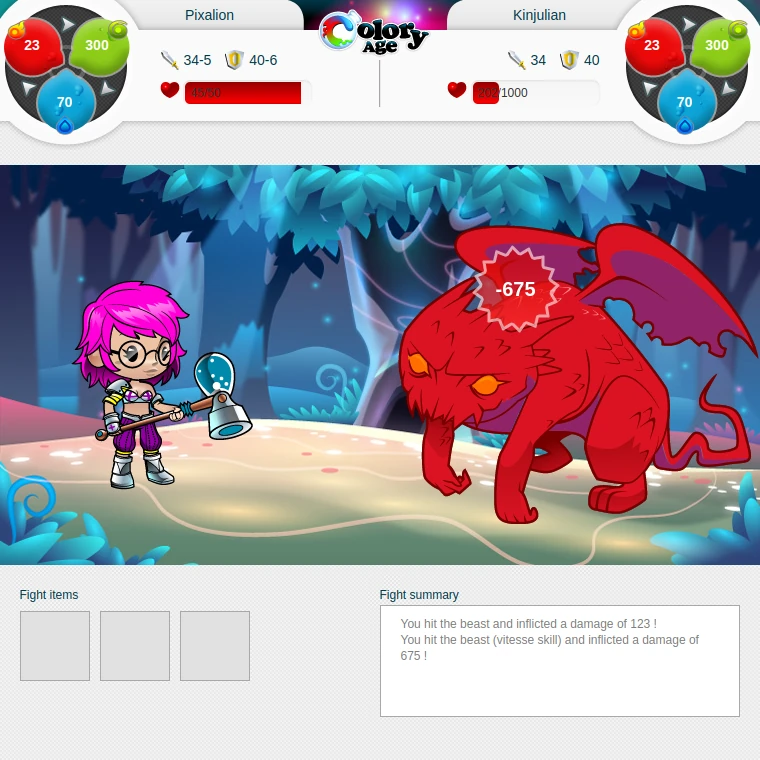 Pixalion
Kinjulian
Colory
Age
23
300
70
34-5
40-6
45/50
34
40
202/1000
23
300
70
-675
Fight items
Fight summary
You hit the beast and inflicted a damage of 123 !
You hit the beast (vitesse skill) and inflicted a damage of
675 !